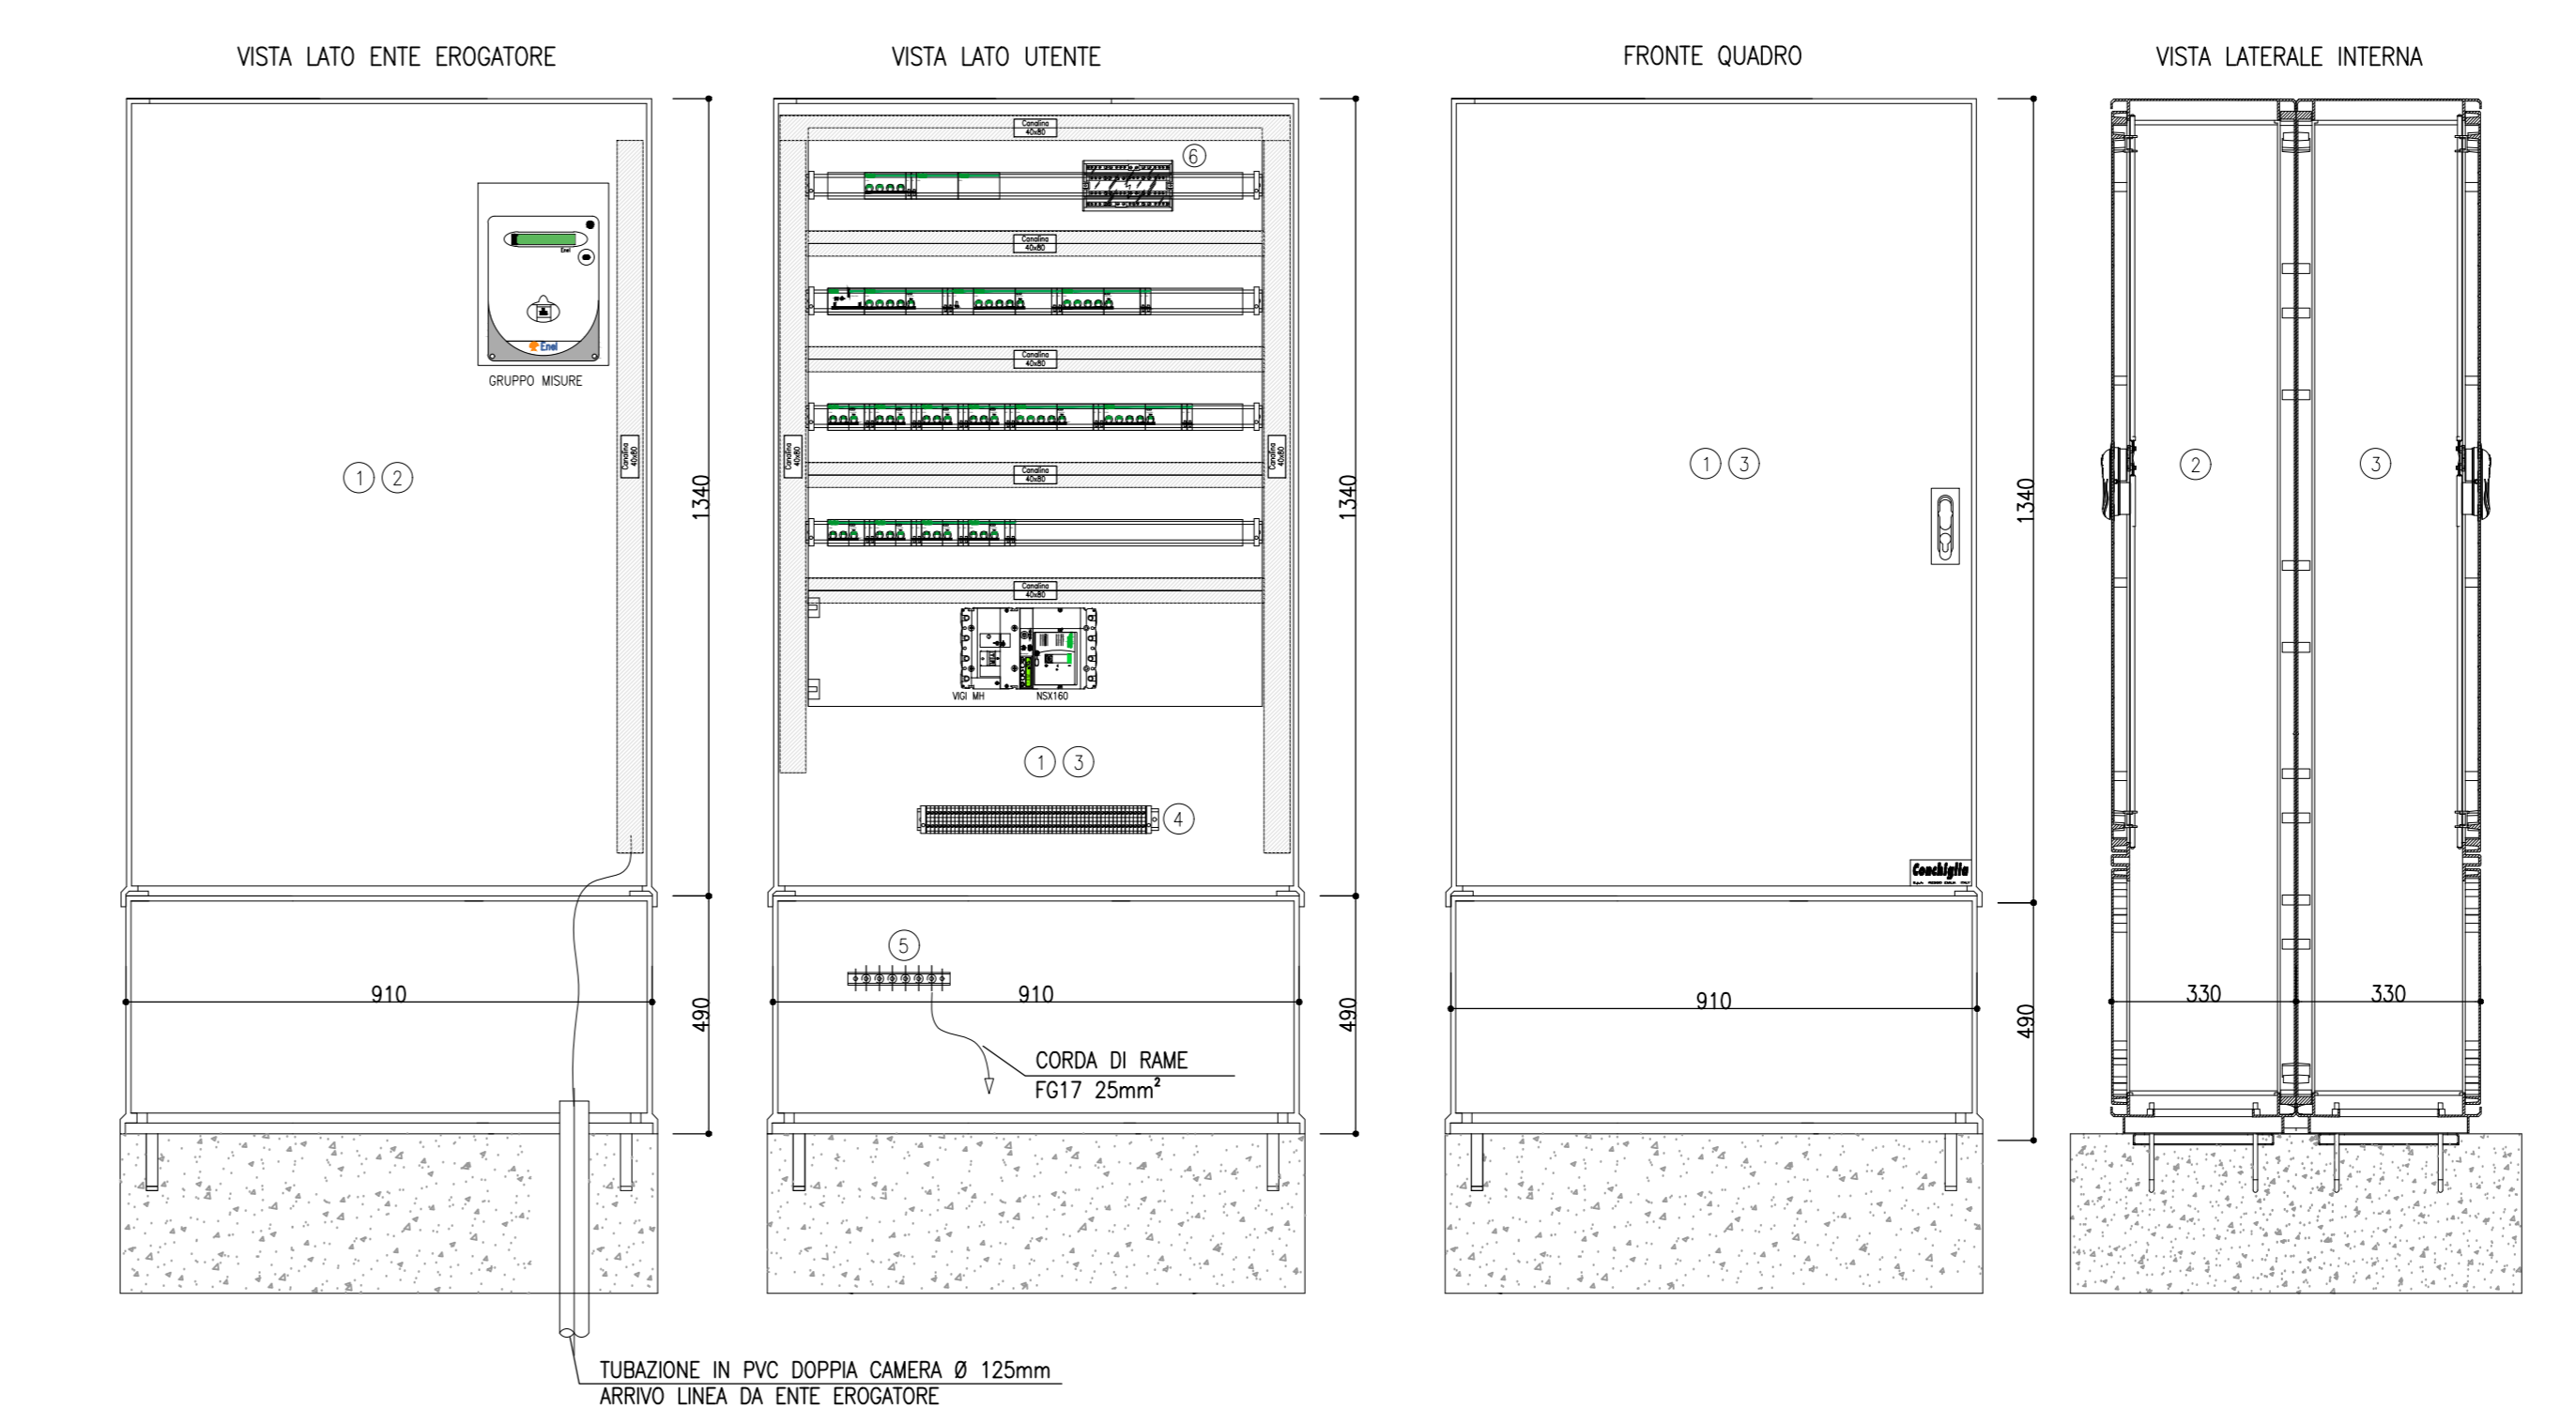 VISTA LATO ENTE EROGATORE
VISTA LATO UTENTE
FRONTE QUADRO
VISTA LATERALE INTERNA
Enel
Enel
GRUPPO MISURE
1 2
Canalina
40x80
1340
910
490
TUBAZIONE IN PVC DOPPIA CAMERA Ø 125mm
ARRIVO LINEA DA ENTE EROGATORE
Canalina
40x80
6
Canalina
40x80
Canalina
40x80
Canalina
40x80
Canalina
40x80
Canalina
40x80
Canalina
40x80
VIGI MH
NSX160
1 3
4
1340
5
910
490
CORDA DI RAME
FG17 25mm²
1 3
1340
Conchiglia
910
490
2
3
330
330